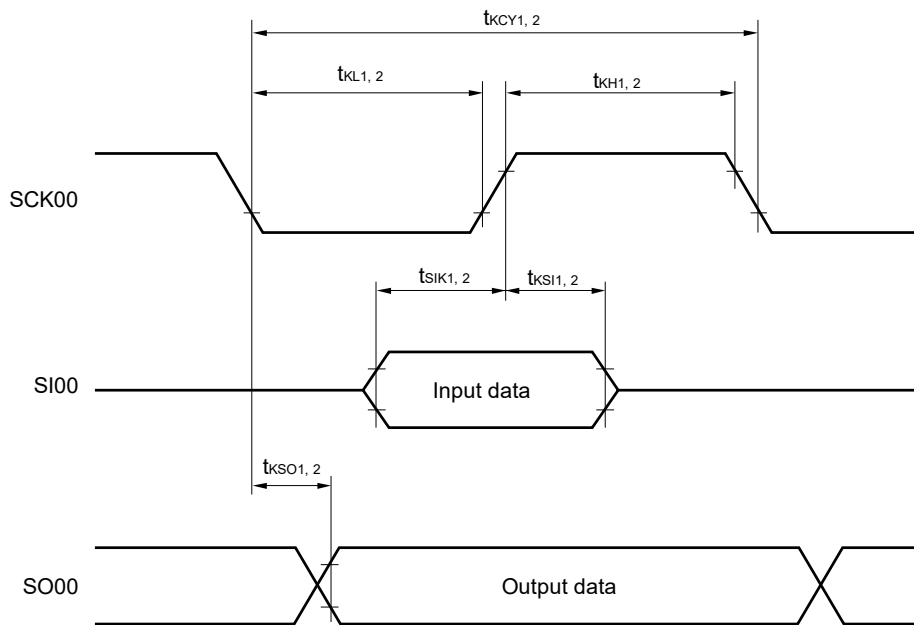 tKCY1, 2
tKL1, 2
tKH1, 2
SCK00
tSIK1, 2
tKSI1, 2
SI00
Input data
tKSO1, 2
SO00
Output data